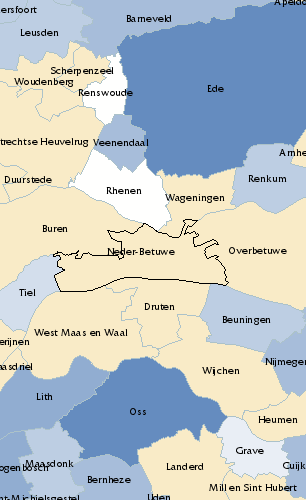 Apeldo
ersfoort
Barneveld
Leusden
Scherpenzeel
Woudenberg
Renswoude
Ede
trechtse Heuvelrug
Veenendaal
Arnhe
Duurstede
Renkum
Rhenen
Wageningen
Buren
Neder-Betuwe
Overbetuwe
Tiel
Druten
Beuningen
West Maas en Waal
erijnen
Nijmege
aasdriel
Wijchen
Lith
Oss
Heumen
Grave
Maasdonk
Landerd
Cuijk
ogenbosch
Bernheze
Mill en Sint Hubert
nt-Michielsgestel
Uden